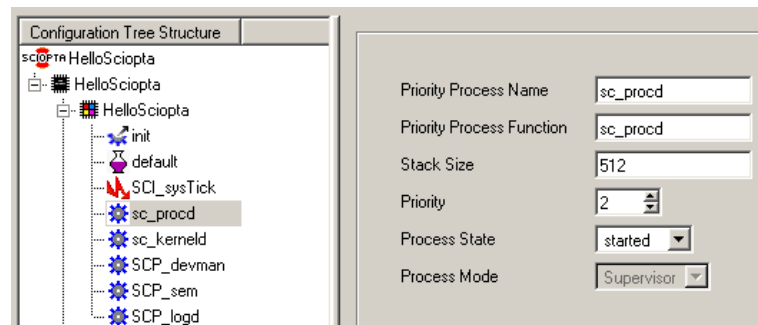 Configuration Tree Structure
SCIOPTA HelloSciopta
HelloSciopta
HelloSciopta
init
default
SCI_sysTick
sc_procd
sc_kerneld
SCP_devman
SCP_sem
SCP_logd
Priority Process Name sc_procd
Priority Process Function sc_procd
Stack Size 512
Priority 2
Process State started
Process Mode Supervisor